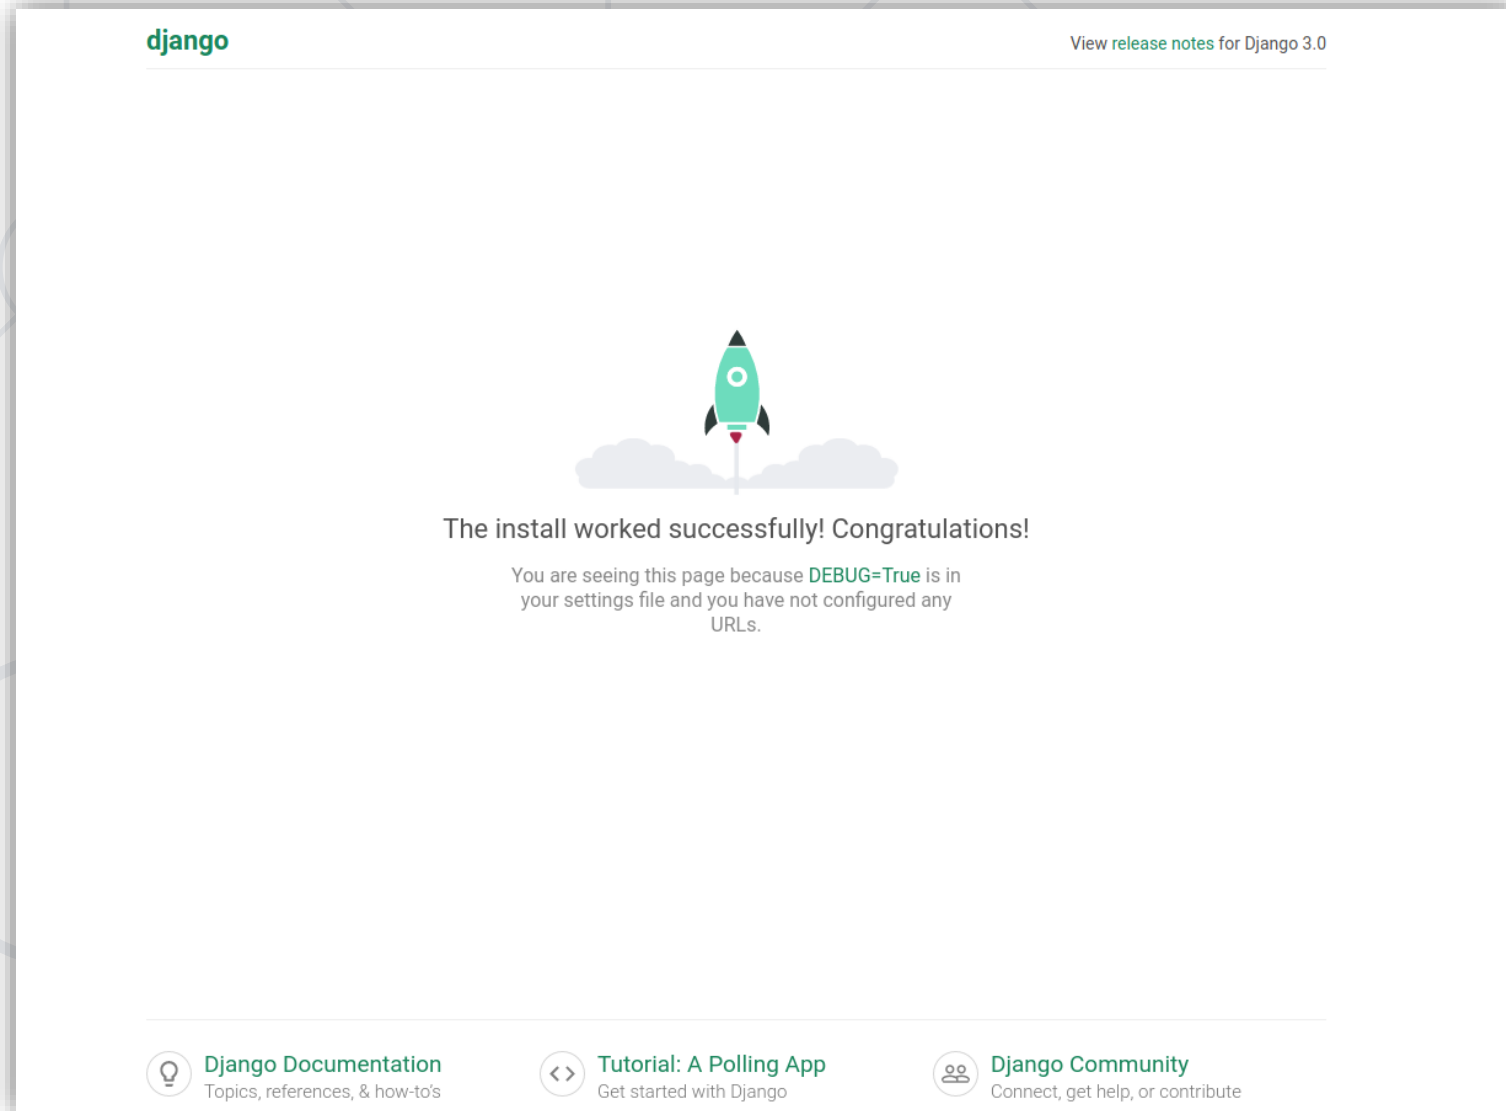 django
View release notes for Django 3.0
The install worked successfully! Congratulations!
You are seeing this page because DEBUG=True is in
your settings file and you have not configured any
URLs.
Django Documentation
Topics, references, & how-to's
Tutorial: A Polling App
Get started with Django
Django Community
Connect, get help, or contribute